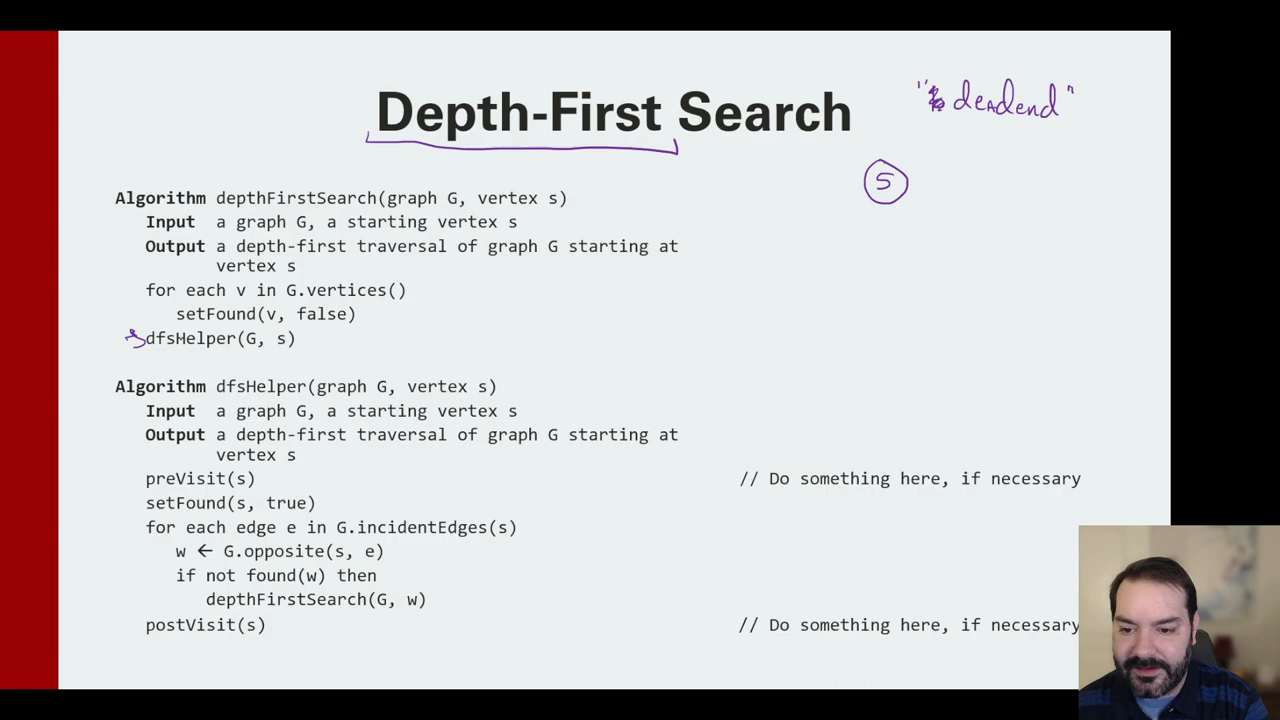 Depth-First Search
"deadend"
S
Algorithm depthFirstSearch(graph G, vertex s)
Input a graph G, a starting vertex s
Output a depth-first traversal of graph G starting at
vertex s
for each v in G.vertices()
setFound(v, false)
dfsHelper(G, s)
Algorithm dfsHelper(graph G, vertex s)
Input a graph G, a starting vertex s
Output a depth-first traversal of graph G starting at
vertex s
preVisit(s) // Do something here, if necessary
setFound(s, true)
for each edge e in G.incidentEdges(s)
w ← G.opposite(s, e)
if not found(w) then
depthFirstSearch(G, w)
postVisit(s) // Do something here, if necessary